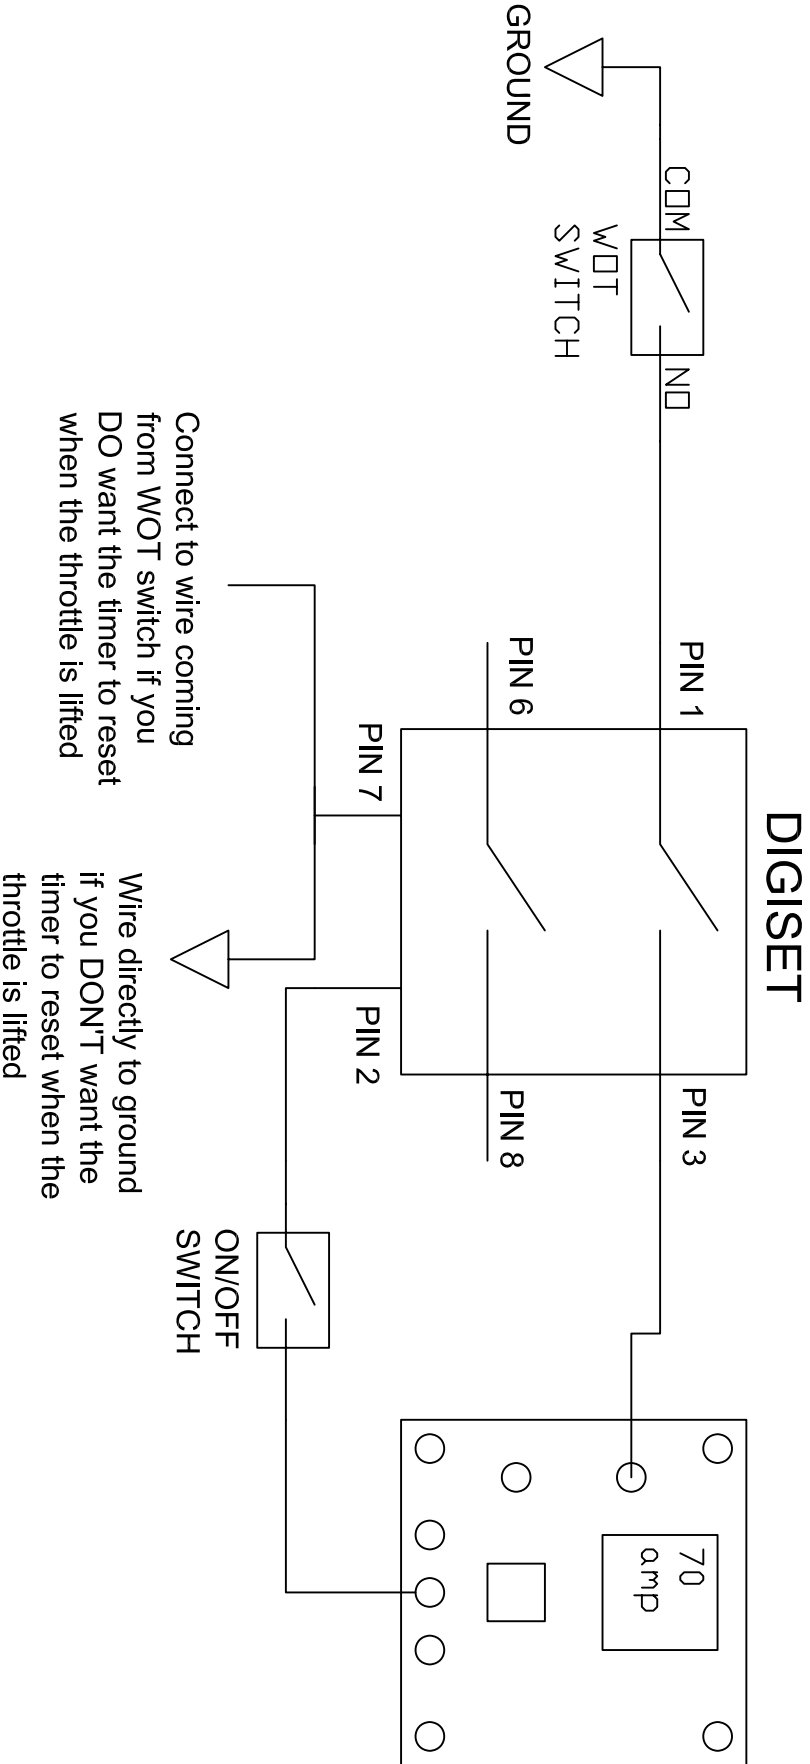 DIGISET
GROUND
COM
NO
WOT
SWITCH
PIN 1
PIN 6
PIN 7
PIN 3
PIN 8
PIN 2
Connect to wire coming
from WOT switch if you
DO want the timer to reset
when the throttle is lifted
Wire directly to ground
if you DON'T want the
timer to reset when the
throttle is lifted
ON/OFF
SWITCH
70
amp